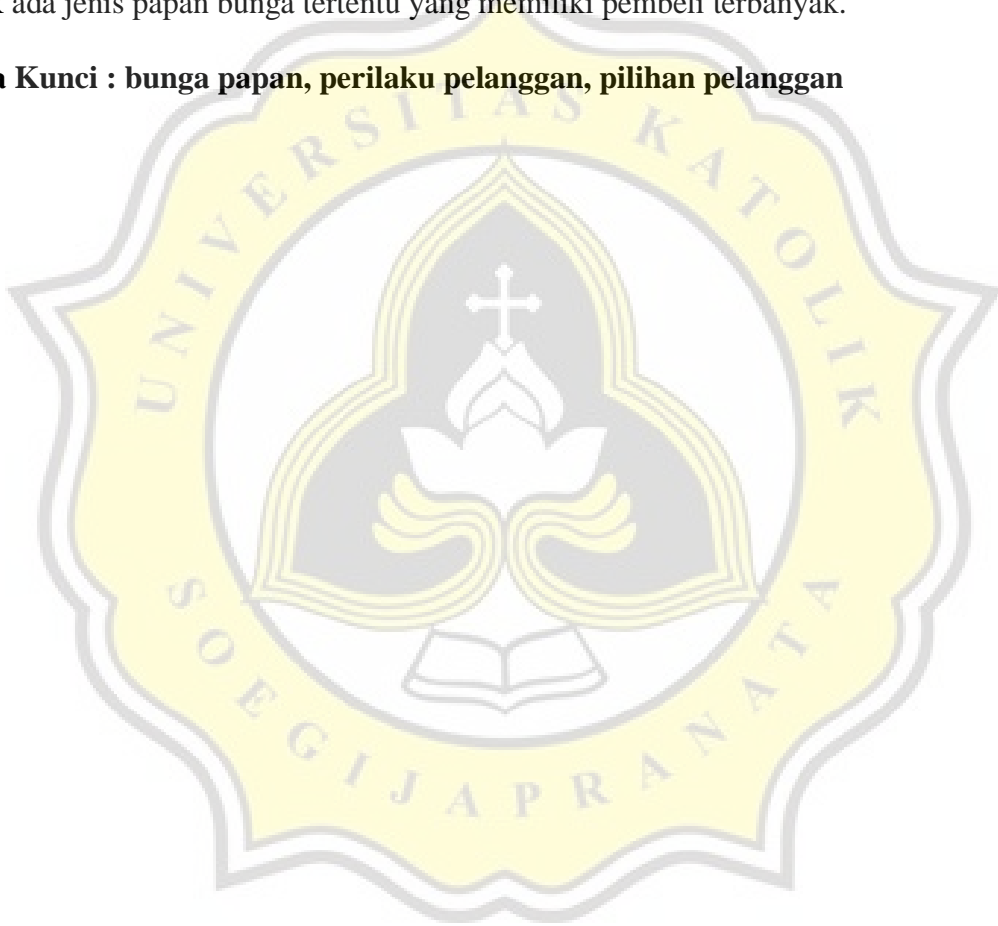 ada jenis papan bunga tertentu yang memiliki pembeli terbanyak.
Kunci : bunga papan, perilaku pelanggan, pilihan pelanggan
UNIVERSITAS KATOLIK
SOEGIJAPRANATA